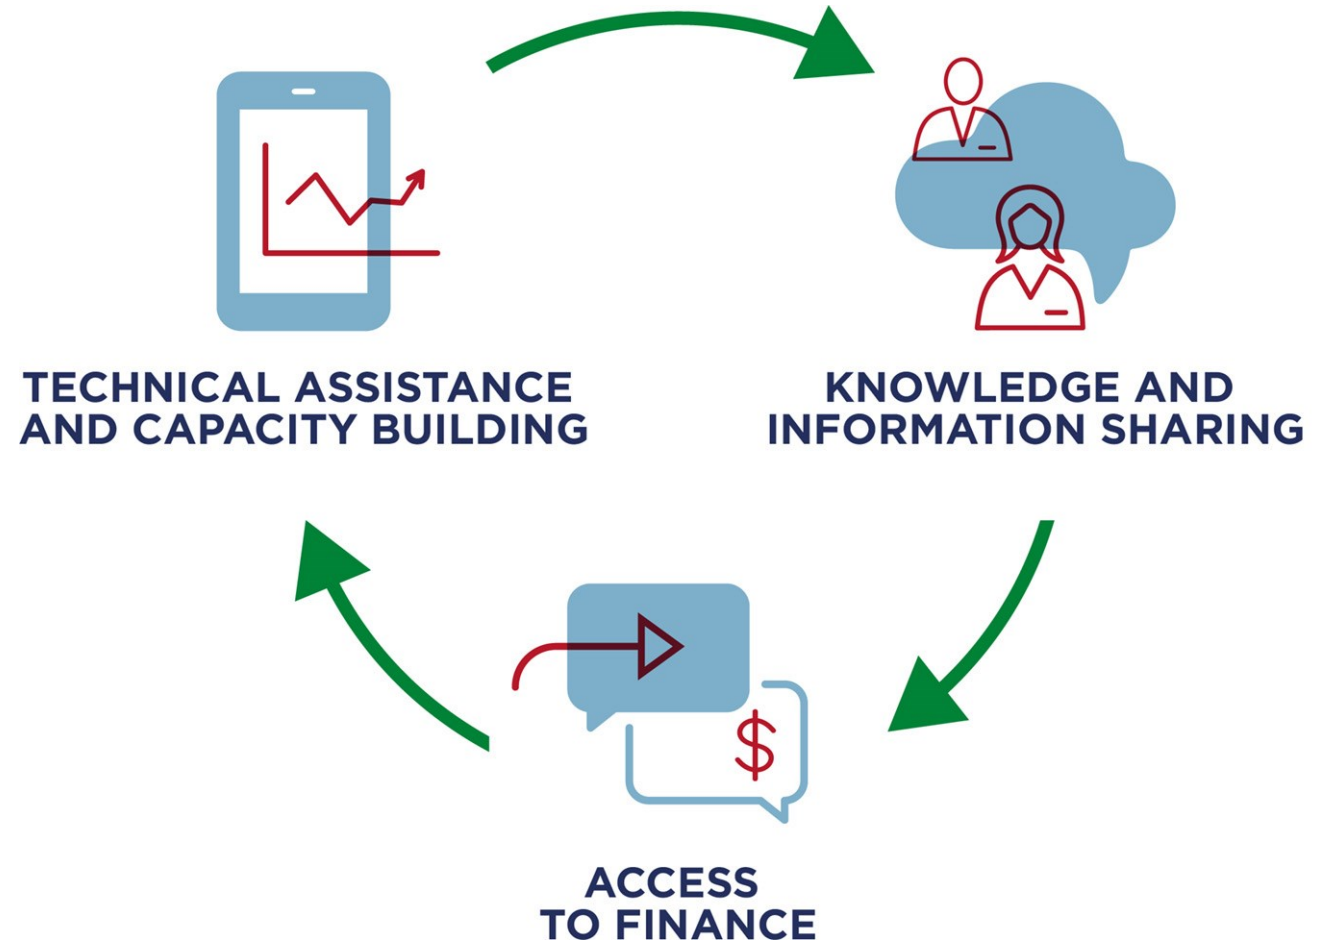 TECHNICAL ASSISTANCE
AND CAPACITY BUILDING
KNOWLEDGE AND
INFORMATION SHARING
$
ACCESS
TO FINANCE